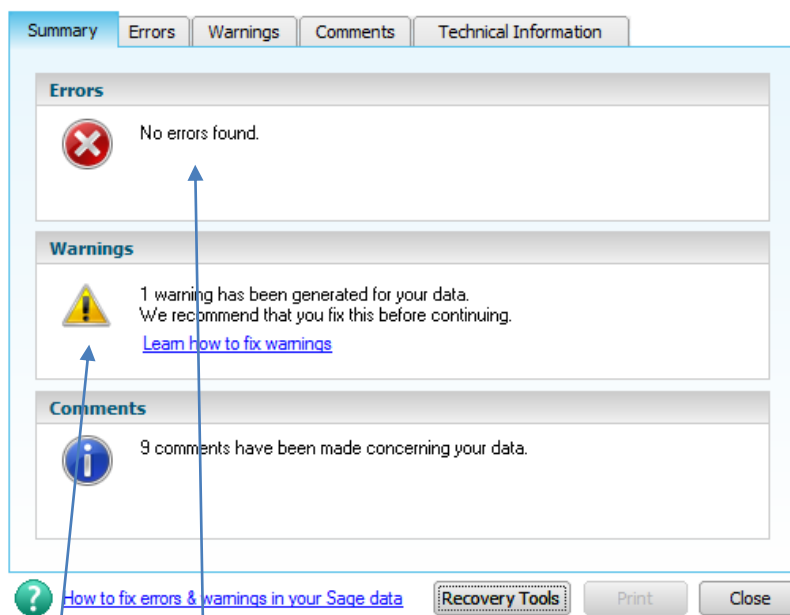 Summary
Errors
Warnings
Comments
Technical Information
Errors
No errors found.
Warnings
1 warning has been generated for your data.
We recommend that you fix this before continuing.
Learn how to fix warnings
Comments
9 comments have been made concerning your data.
How to fix errors & warnings in your Sage data
Recovery Tools
Print
Close